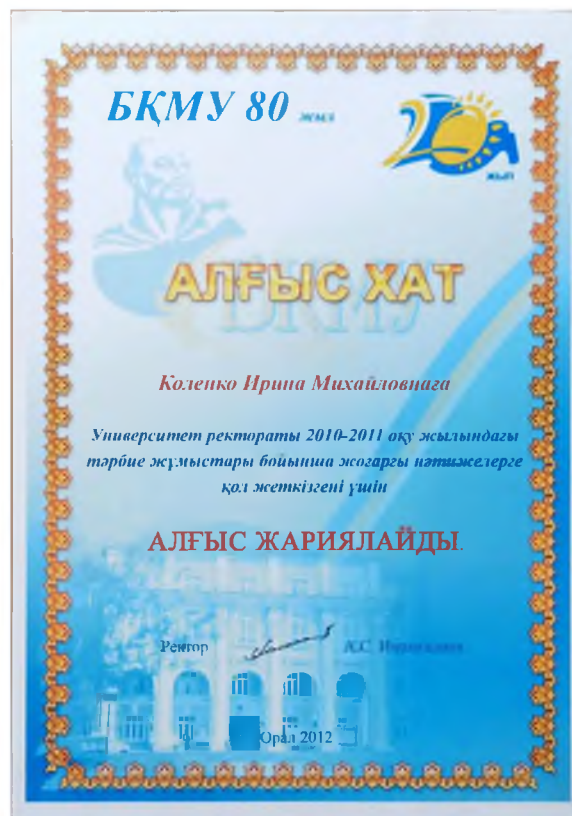 БҚМУ 80 жыл
20 жыл
АЛҒЫС ХАТ
БКМУ
Коленко Ирина Михайловнаға
Университет ректораты 2010-2011 оқу жылындағы
тәрбие жұмыстары бойынша жоғарғы нәтижелерге
қол жеткізгені үшін
АЛҒЫС ЖАРИЯЛАЙДЫ.
Ректор
Орал 2012